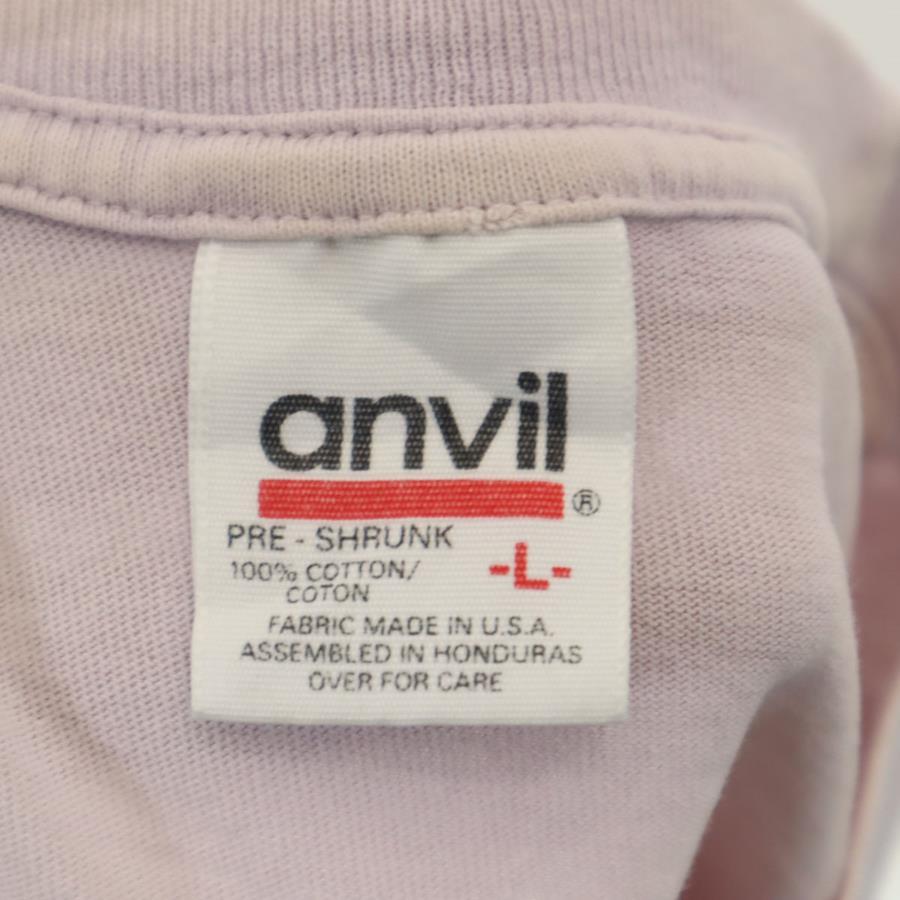 anvil®
PRE - SHRUNK
-L-
100% COTTON/
COTON
FABRIC MADE IN U.S.A.
ASSEMBLED IN HONDURAS
OVER FOR CARE